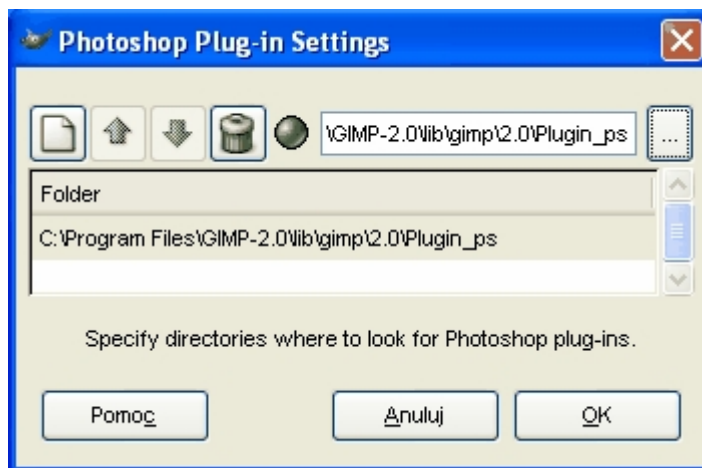 Photoshop Plug-in Settings
\GIMP-2.0\lib\gimp\2.0\Plugin_ps ...
Folder
C:\Program Files\GIMP-2.0\lib\gimp\2.0\Plugin_ps
Specify directories where to look for Photoshop plug-ins.
Pomoc Anuluj OK